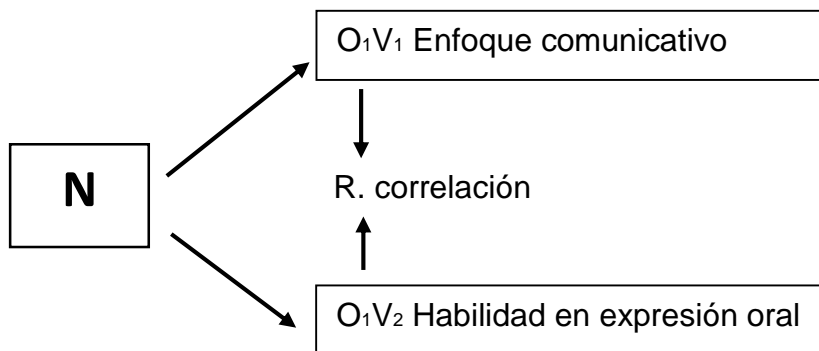 O₁V₁ Enfoque comunicativo
N
R. correlación
O₁V₂ Habilidad en expresión oral